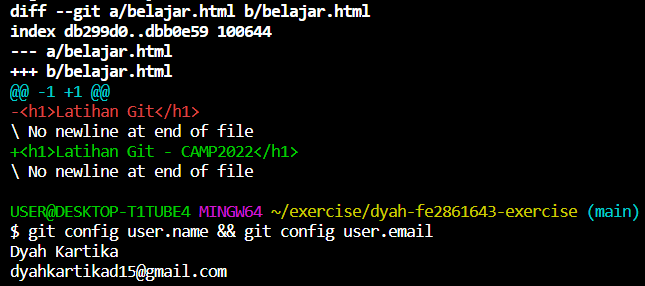 diff --git a/belajar.html b/belajar.html
index db299d0..dbb0e59 100644
--- a/belajar.html
+++ b/belajar.html
@@ -1 +1 @@
-<h1>Latihan Git</h1>
\ No newline at end of file
+<h1>Latihan Git - CAMP2022</h1>
\ No newline at end of file
USER@DESKTOP-T1TUBE4 MINGW64 ~/exercise/dyah-fe2861643-exercise (main)
$ git config user.name && git config user.email
Dyah Kartika
dyahkartikad15@gmail.com